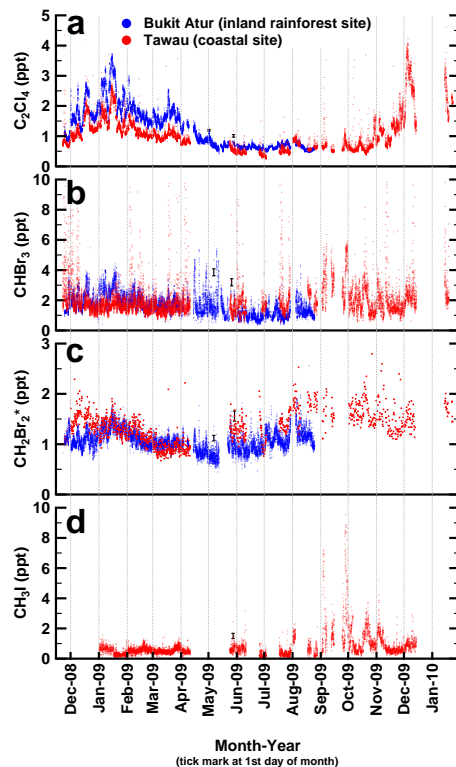 a
Bukit Atur (inland rainforest site)
Tawau (coastal site)
C2Cl4 (ppt)
5
4
3
2
1
0
b
CHBr3 (ppt)
10
8
6
4
2
0
c
CH2Br2* (ppt)
3
2
1
0
d
CH3I (ppt)
10
8
6
4
2
0
Dec-08
Jan-09
Feb-09
Mar-09
Apr-09
May-09
Jun-09
Jul-09
Aug-09
Sep-09
Oct-09
Nov-09
Dec-09
Jan-10
Month-Year
(tick mark at 1st day of month)